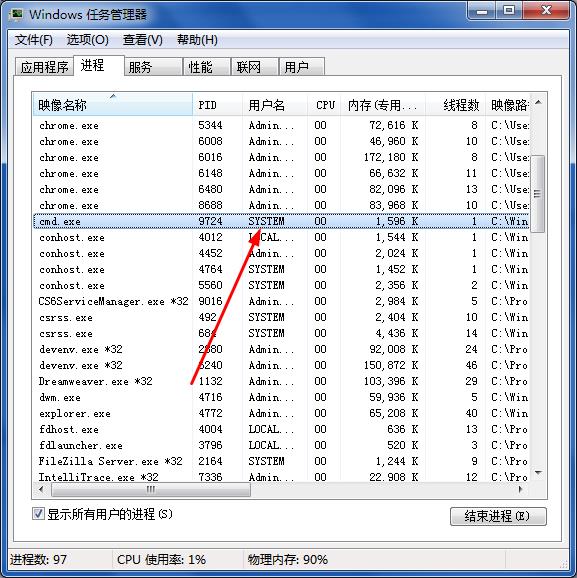 Windows 任务管理器
文件(F) 选项(O) 查看(V) 帮助(H)
应用程序 进程 服务 性能 联网 用户
映像名称 PID 用户名 CPU 内存(专用... 线程数 映像路
chrome.exe 5344 Admin... 00 72,616 K 8 C:\Use
chrome.exe 6008 Admin... 00 46,960 K 10 C:\Use
chrome.exe 6016 Admin... 00 172,180 K 8 C:\Use
chrome.exe 6148 Admin... 00 66,632 K 11 C:\Use
chrome.exe 6480 Admin... 00 82,096 K 13 C:\Use
chrome.exe 8688 Admin... 00 83,968 K 10 C:\Use
cmd.exe 9724 SYSTEM 00 1,596 K 1 C:\Win
conhost.exe 4012 LOCAL... 00 1,544 K 1 C:\Win
conhost.exe 4452 Admin... 00 2,024 K 1 C:\Win
conhost.exe 4764 SYSTEM 00 1,452 K 1 C:\Win
conhost.exe 5560 SYSTEM 00 2,356 K 2 C:\Win
CS6ServiceManager.exe *32 9016 Admin... 00 2,984 K 5 C:\Pro
csrss.exe 492 SYSTEM 00 2,404 K 10 C:\Win
csrss.exe 684 SYSTEM 00 4,436 K 14 C:\Win
devenv.exe *32 2880 Admin... 00 92,008 K 24 C:\Pro
devenv.exe *32 5240 Admin... 00 150,872 K 46 C:\Pro
Dreamweaver.exe *32 1132 Admin... 00 103,396 K 29 C:\Pro
dwm.exe 4716 Admin... 00 59,936 K 5 C:\Win
explorer.exe 4772 Admin... 00 65,208 K 40 C:\Win
fdhost.exe 4004 LOCAL... 00 636 K 13 C:\Pro
fdlauncher.exe 3796 LOCAL... 00 520 K 3 C:\Pro
FileZilla Server.exe *32 2164 SYSTEM 00 1,244 K 9 C:\Pro
IntelliTrace.exe *32 7336 Admin... 00 22,908 K 12 C:\Pro
显示所有用户的进程(S) 结束进程(E)
进程数: 97 CPU 使用率: 1% 物理内存: 90%